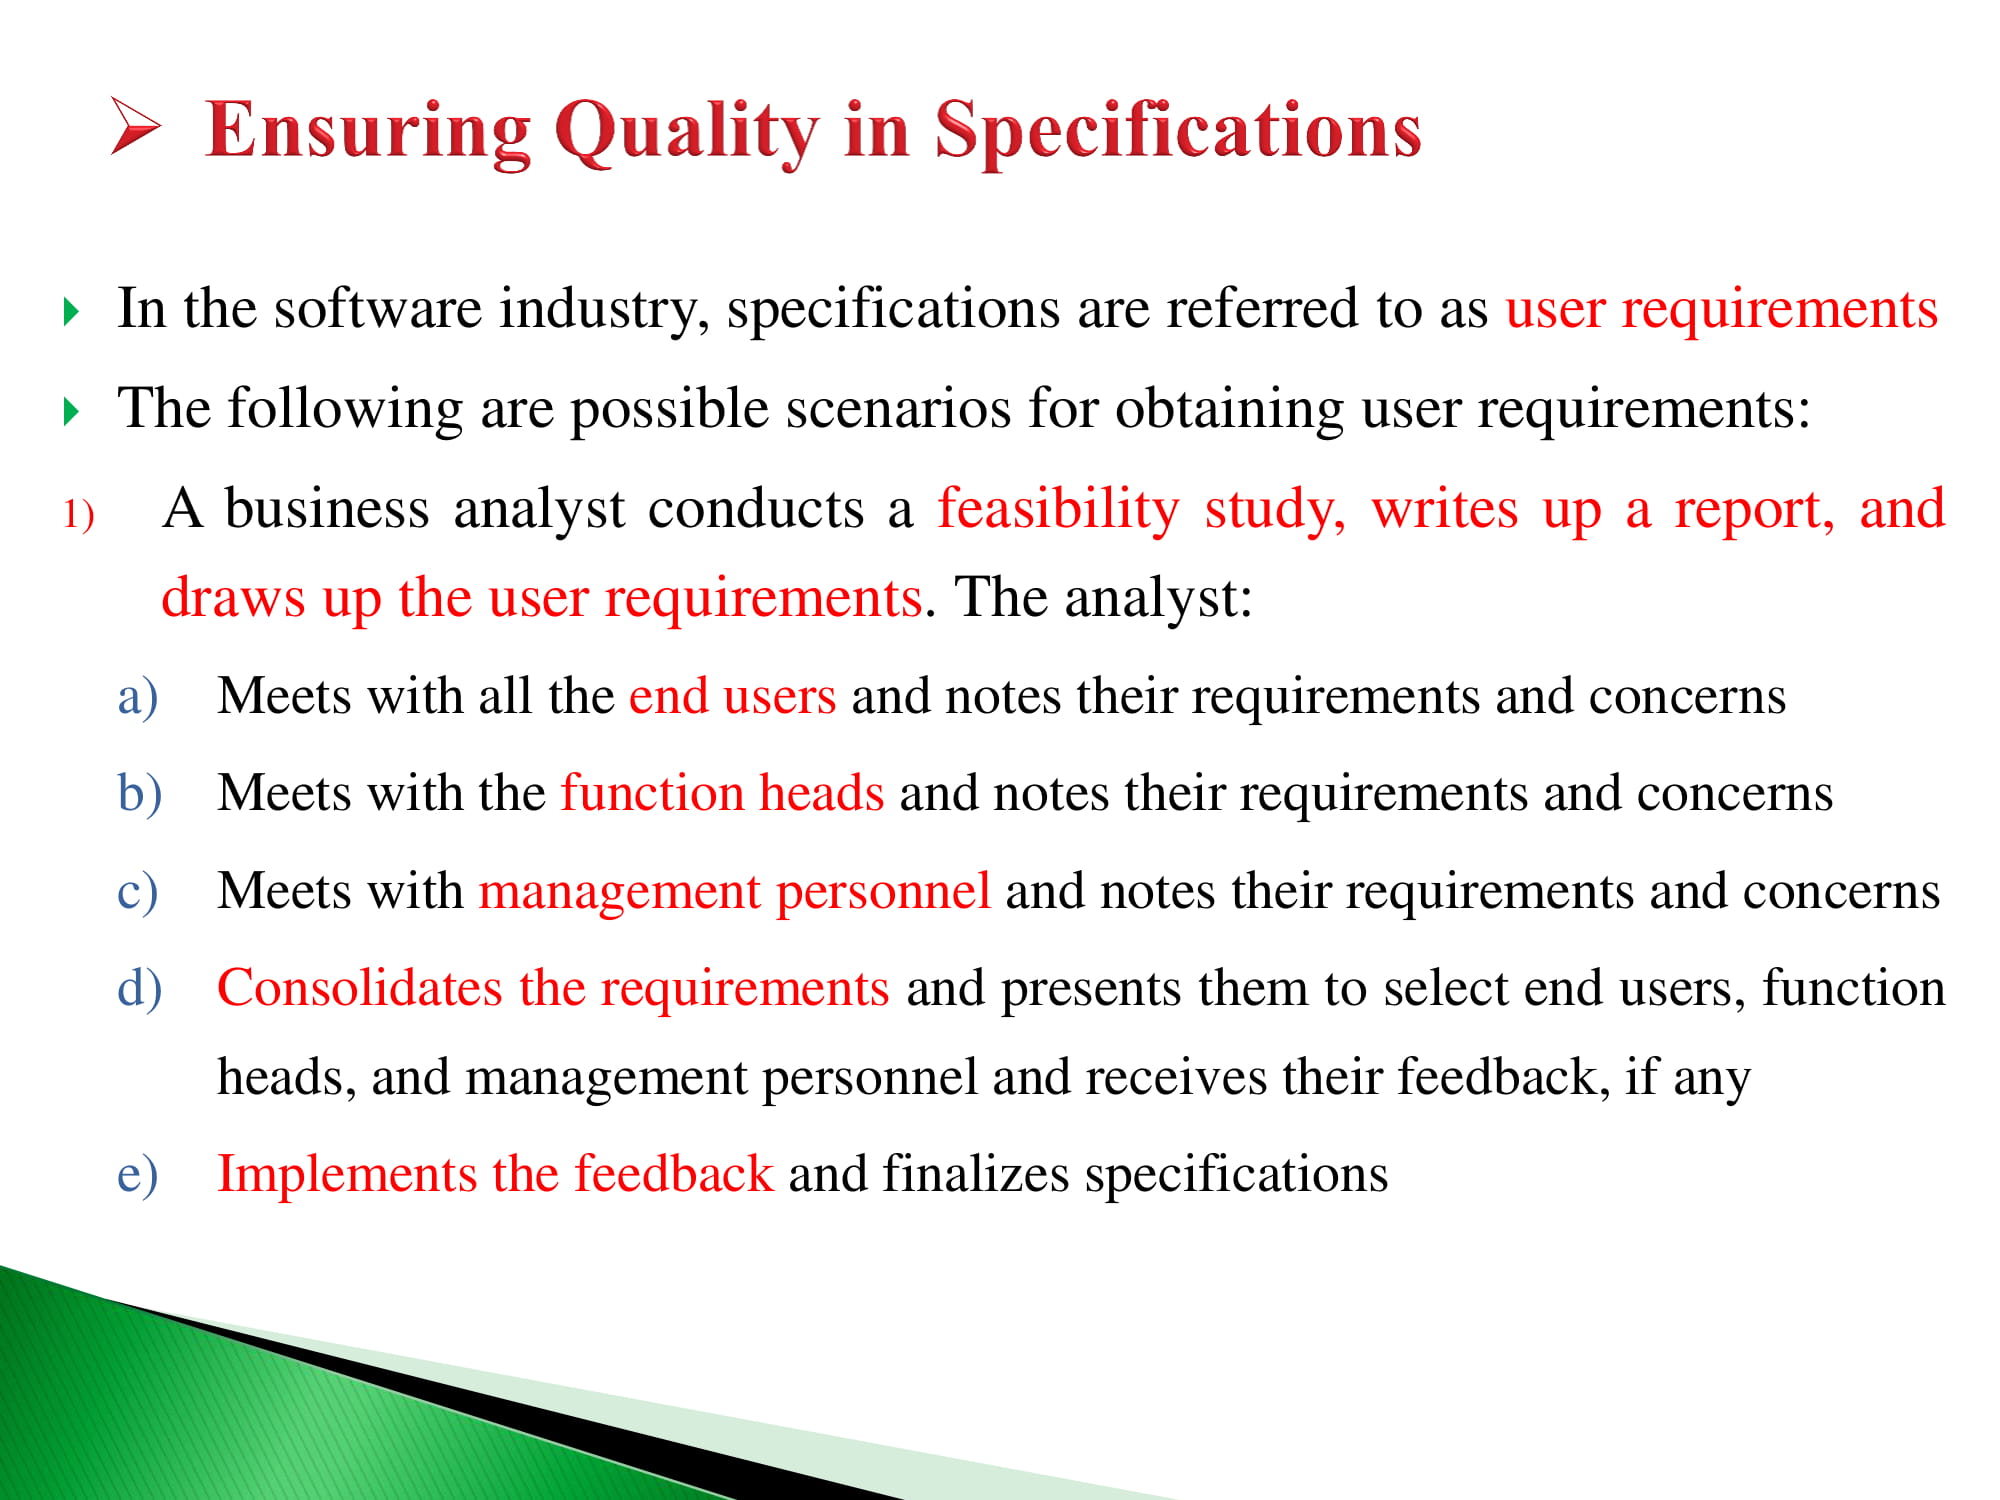 Ensuring Quality in Specifications
In the software industry, specifications are referred to as user requirements
The following are possible scenarios for obtaining user requirements:
1) A business analyst conducts a feasibility study, writes up a report, and
draws up the user requirements. The analyst:
a) Meets with all the end users and notes their requirements and concerns
b) Meets with the function heads and notes their requirements and concerns
c) Meets with management personnel and notes their requirements and concerns
d) Consolidates the requirements and presents them to select end users, function
heads, and management personnel and receives their feedback, if any
e) Implements the feedback and finalizes specifications